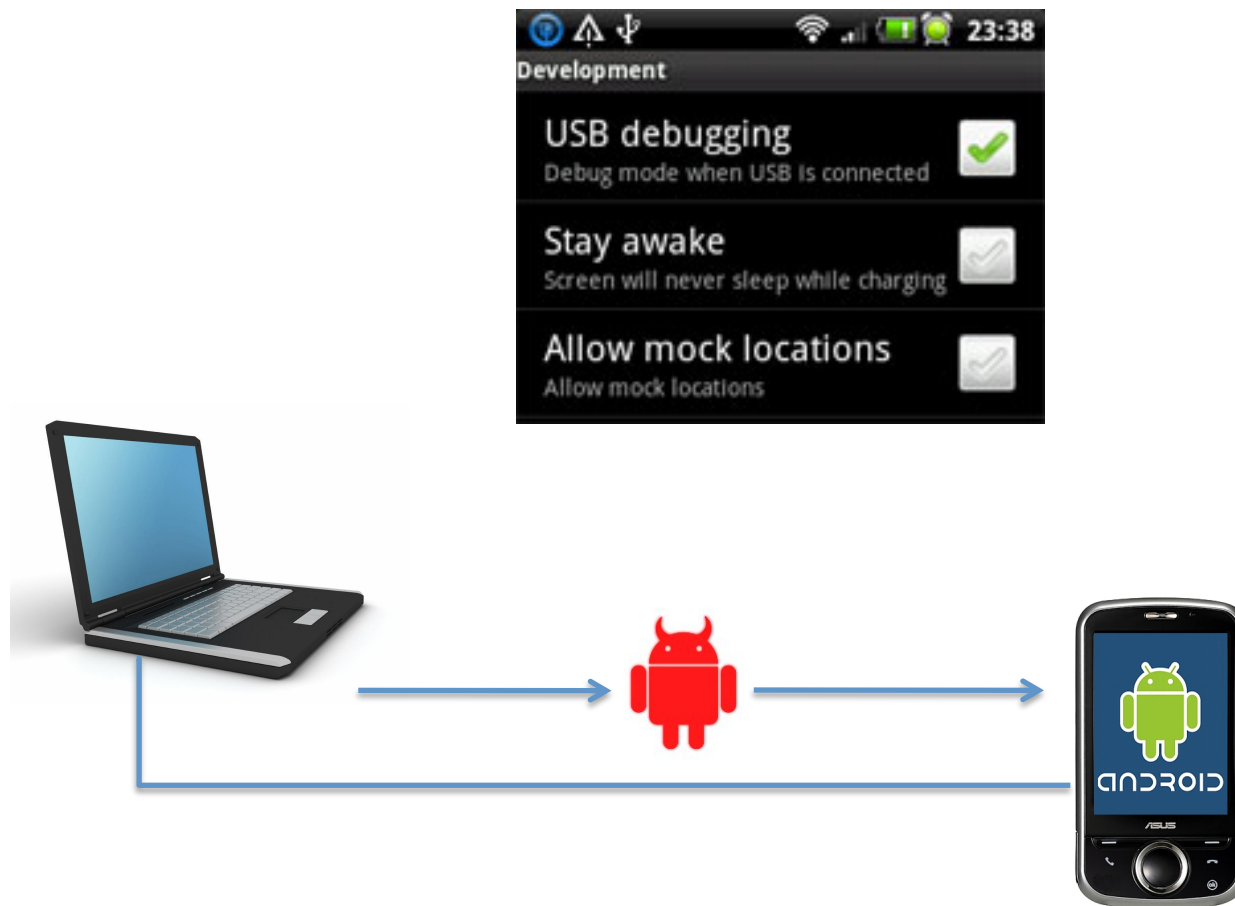 23:38
Development
USB debugging
Debug mode when USB is connected
Stay awake
Screen will never sleep while charging
Allow mock locations
Allow mock locations
ANDROID
ASUS
ok